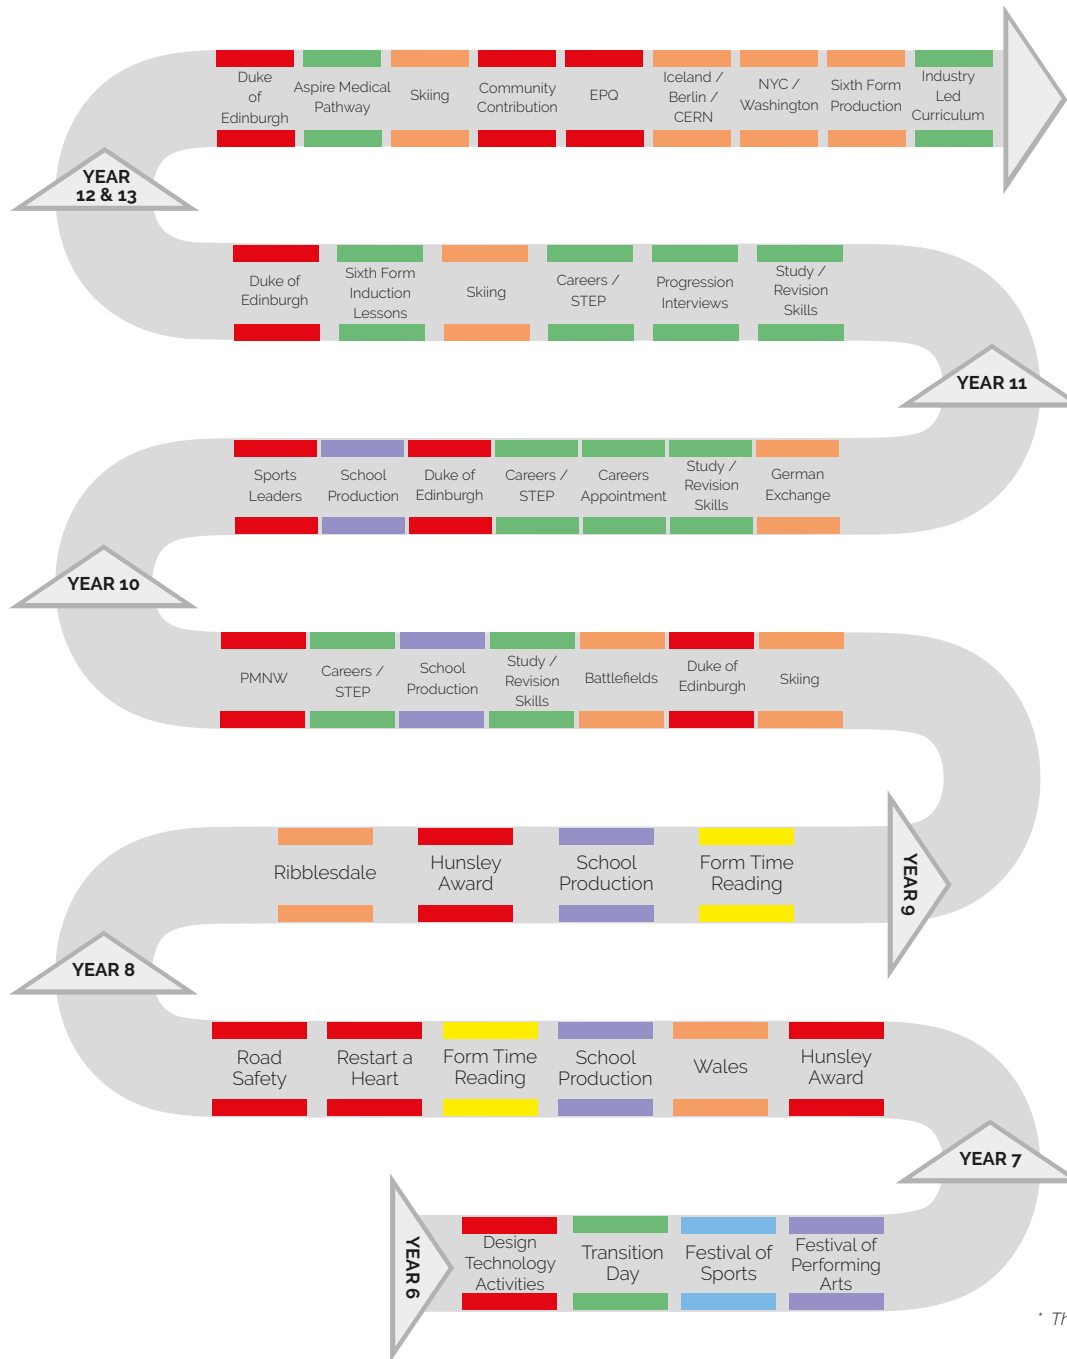 Duke
of
Edinburgh
Aspire Medical
Pathway
Skiing
Community
Contribution
EPQ
Iceland /
Berlin /
CERN
NYC /
Washington
Sixth Form
Production
Industry
Led
Curriculum
YEAR
12 & 13
Duke of
Edinburgh
Sixth Form
Induction
Lessons
Skiing
Careers /
STEP
Progression
Interviews
Study /
Revision
Skills
YEAR 11
Sports
Leaders
School
Production
Duke of
Edinburgh
Careers /
STEP
Careers
Appointment
Study /
Revision
Skills
German
Exchange
YEAR 10
PMNW
Careers /
STEP
School
Production
Study /
Revision
Skills
Battlefields
Duke of
Edinburgh
Skiing
Ribblesdale
Hunsley
Award
School
Production
Form Time
Reading
YEAR 9
YEAR 8
Road
Safety
Restart a
Heart
Form Time
Reading
School
Production
Wales
Hunsley
Award
YEAR 7
YEAR 6
Design
Technology
Activities
Transition
Day
Festival of
Sports
Festival of
Performing
Arts
* Th